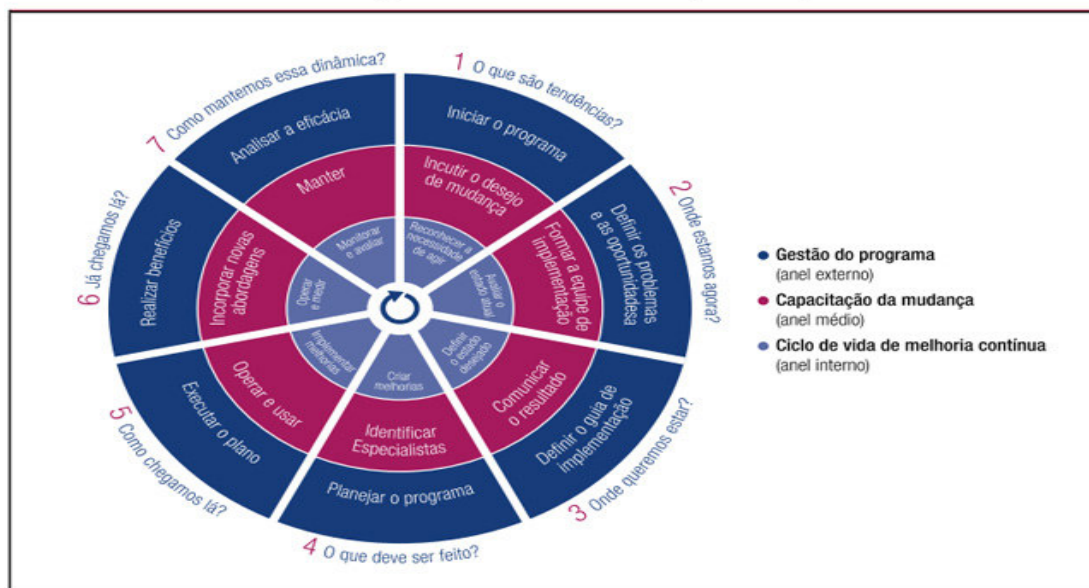 1 O que são tendências?
Iniciar o programa
Incutir o desejo
de mudança
Reconhecer a
necessidade
de agir
2 Onde estamos agora?
Definir os problemas
e as oportunidadesa
Formar a equipe de
implementação
Avaliar o
estado atual
3 Onde queremos estar?
Definir o guia de
implementação
Comunicar
o resultado
Definir
o estado
desejado
4 O que deve ser feito?
Planejar o programa
Identificar
Especialistas
Criar
melhorias
5 Como chegamos lá?
Executar o plano
Operar e usar
Implementar
melhorias
6 Já chegamos lá?
Realizar benefícios
Incorporar novas
abordagens
Operar
e medir
7 Como mantemos essa dinâmica?
Analisar a eficácia
Manter
Monitorar
e avaliar
Gestão do programa
(anel externo)
Capacitação da mudança
(anel médio)
Ciclo de vida de melhoria contínua
(anel interno)